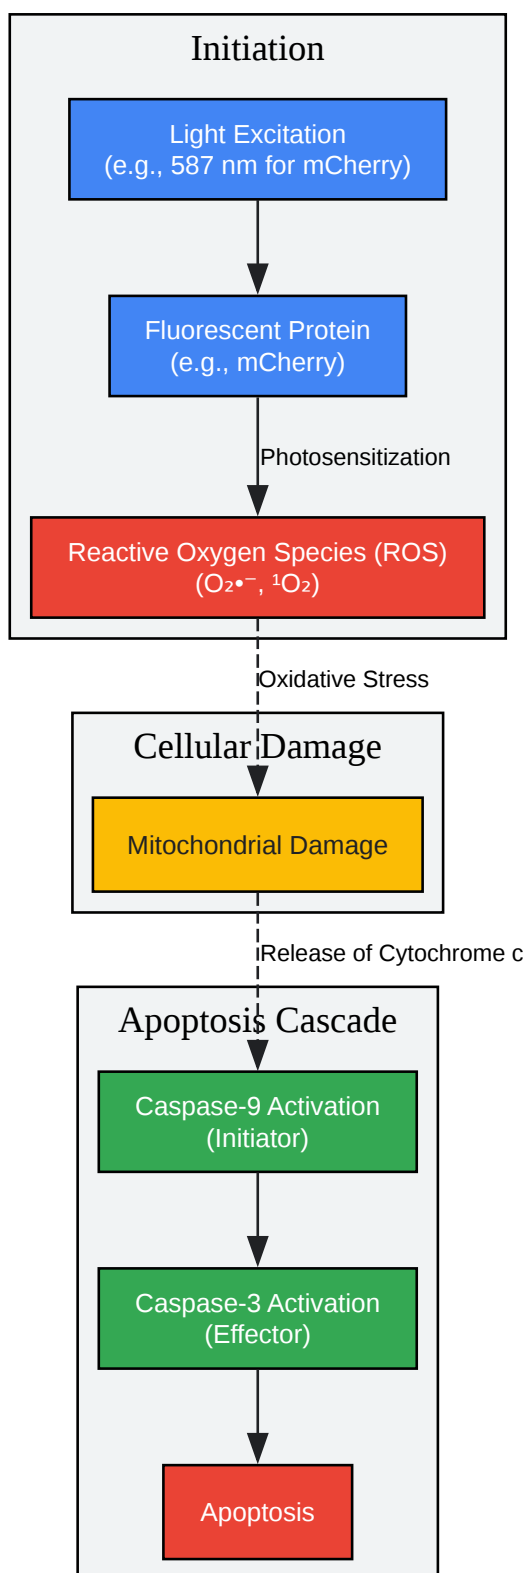 Initiation
Light Excitation
(e.g., 587 nm for mCherry)
Fluorescent Protein
(e.g., mCherry)
Photosensitization
Reactive Oxygen Species (ROS)
(O₂•⁻, ¹O₂)
Oxidative Stress
Cellular Damage
Mitochondrial Damage
Release of Cytochrome c
Apoptosis Cascade
Caspase-9 Activation
(Initiator)
Caspase-3 Activation
(Effector)
Apoptosis